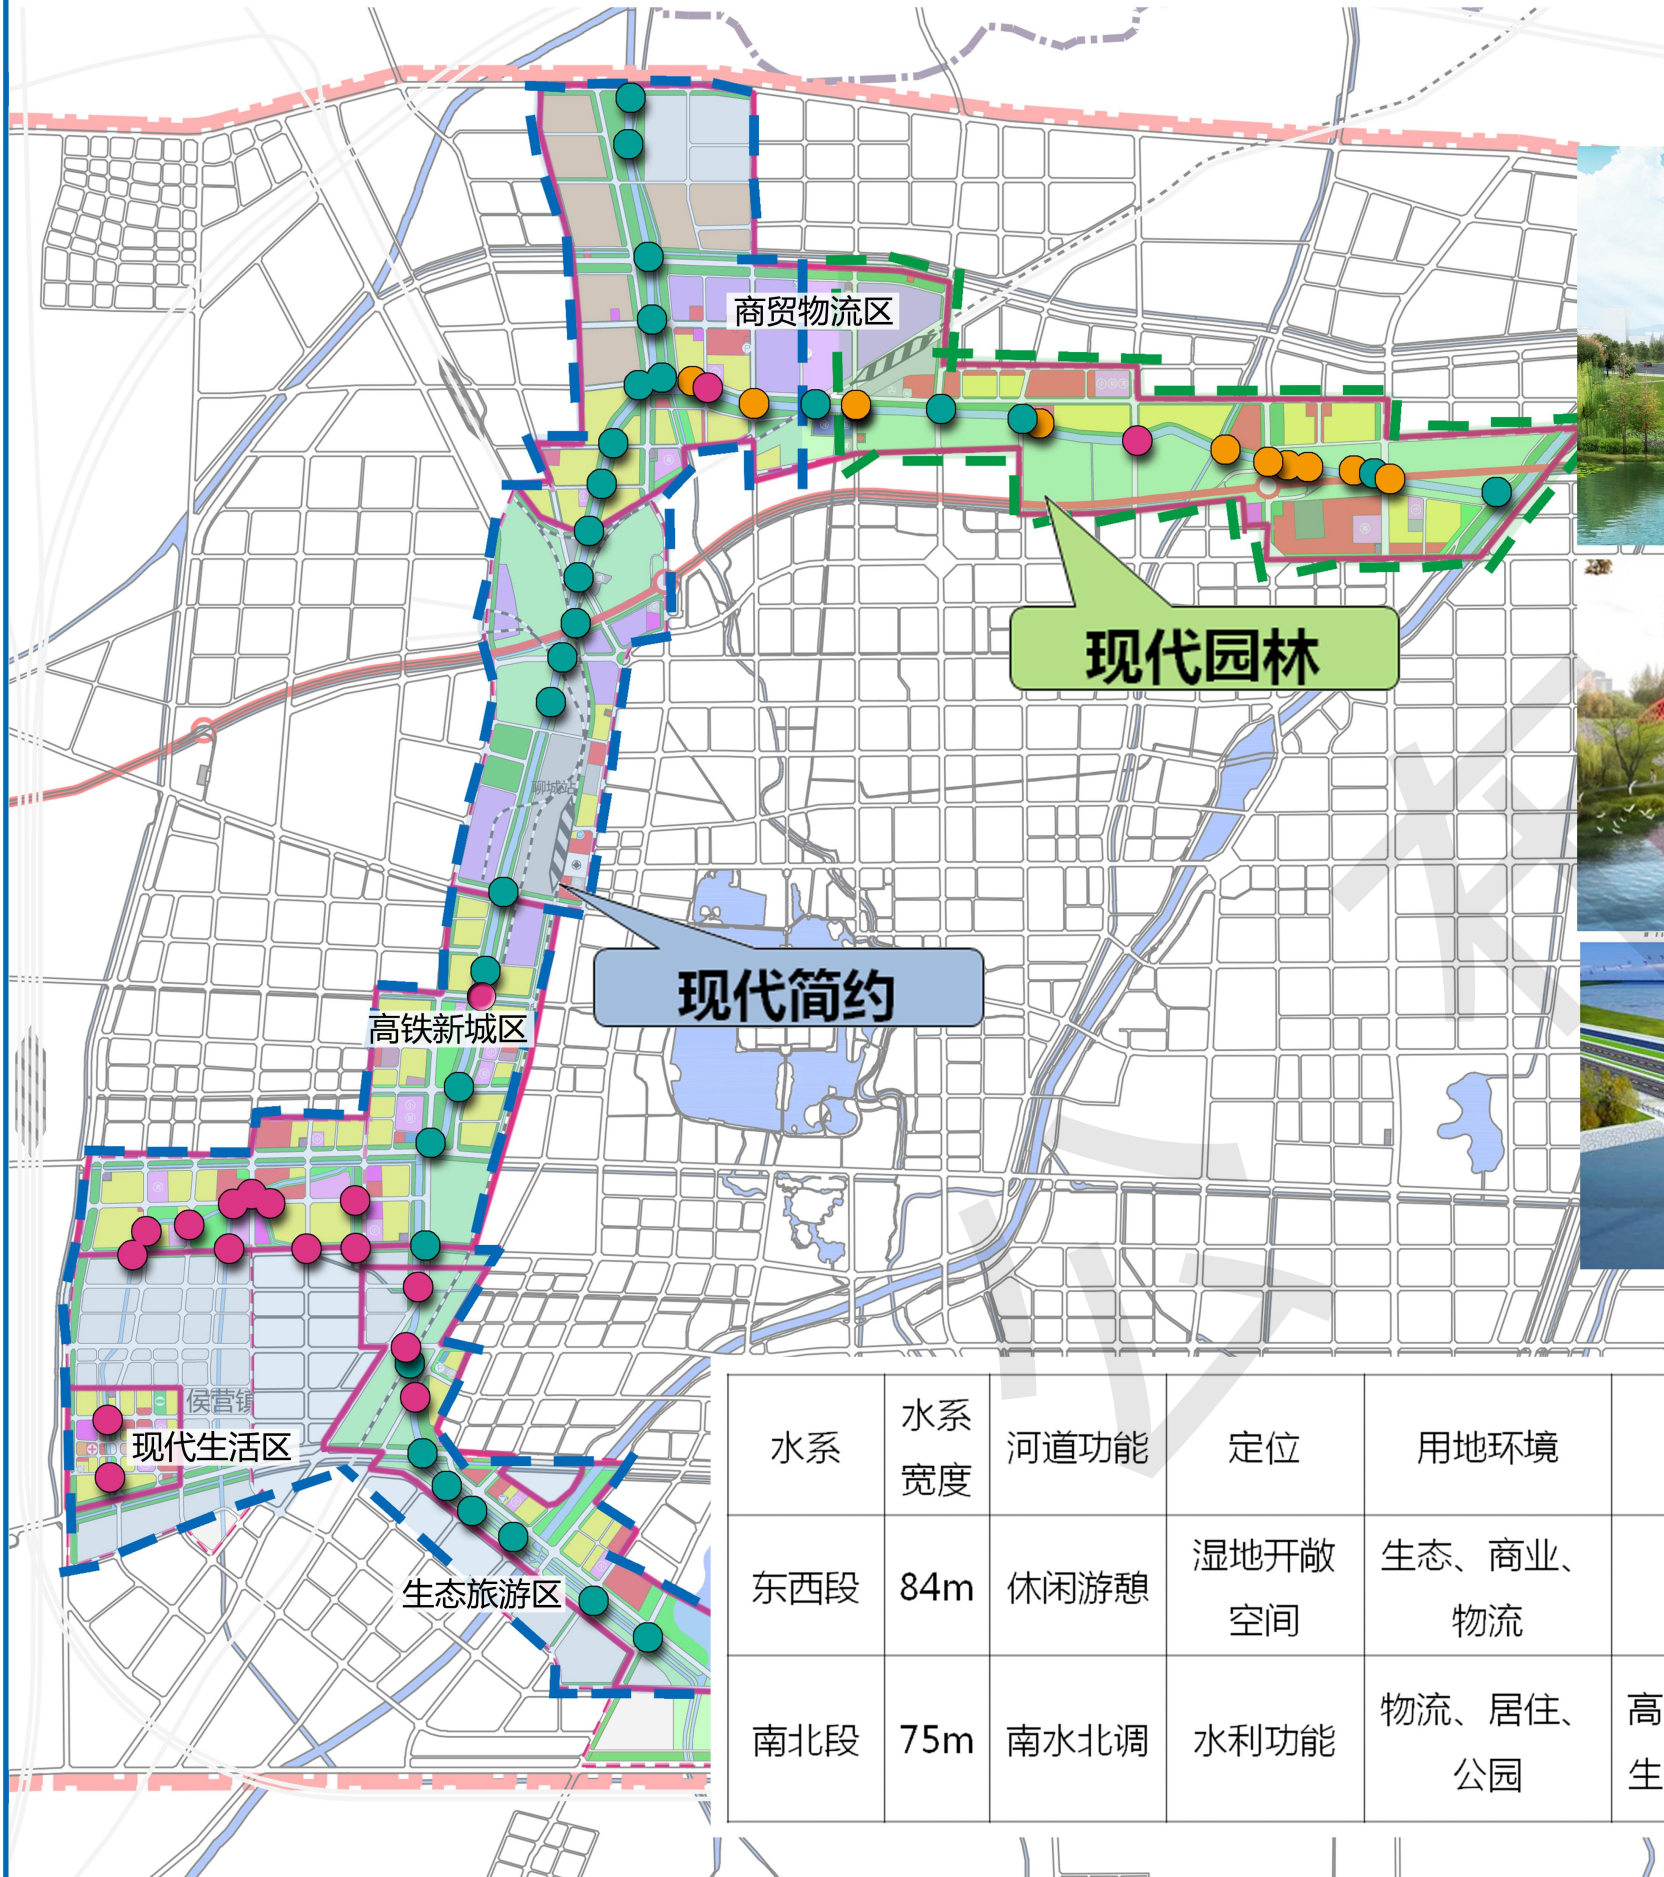 商贸物流区
现代园林
聊城站
现代简约
高铁新城区
侯营镇
现代生活区
生态旅游区
水系
水系
宽度
河道功能
定位
用地环境
东西段
84m
休闲游憩
湿地开敞
空间
生态、商业、
物流
南北段
75m
南水北调
水利功能
物流、居住、
公园
高
生